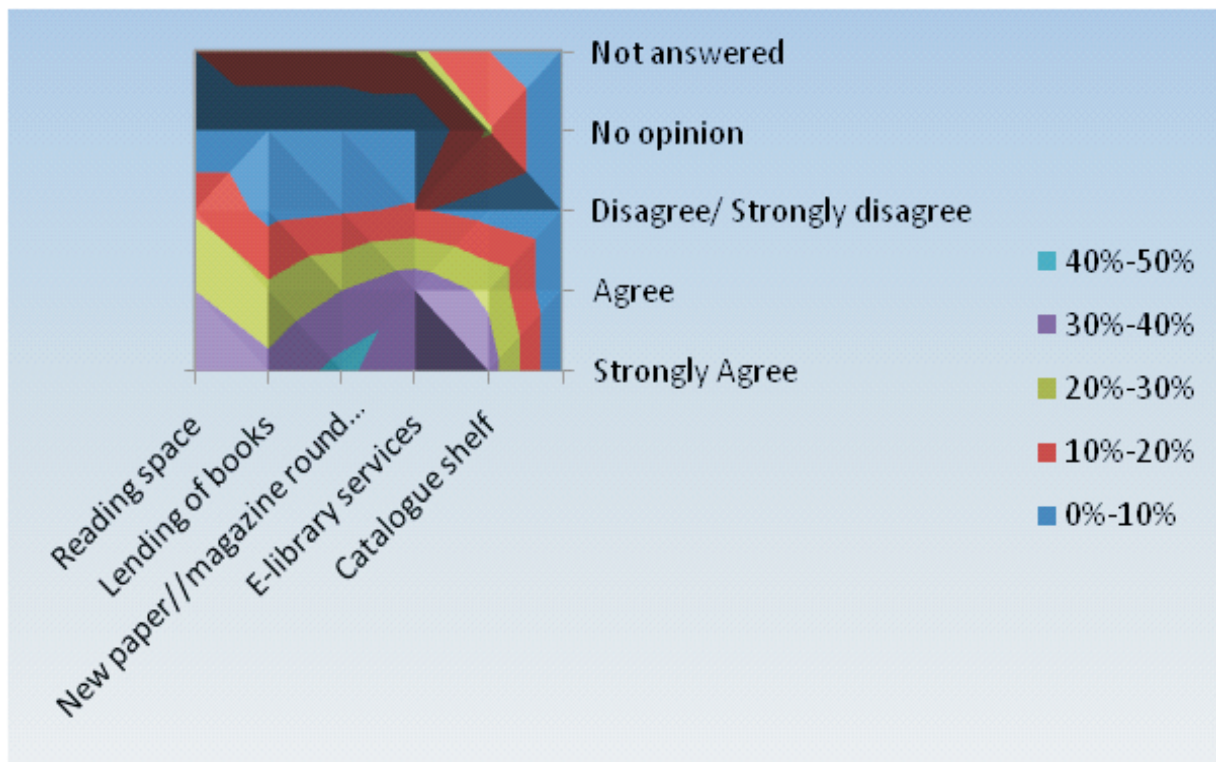 Not answered
No opinion
Disagree/ Strongly disagree
Agree
Strongly Agree
Reading space
Lending of books
New paper//magazine round...
E-library services
Catalogue shelf
40%-50%
30%-40%
20%-30%
10%-20%
0%-10%